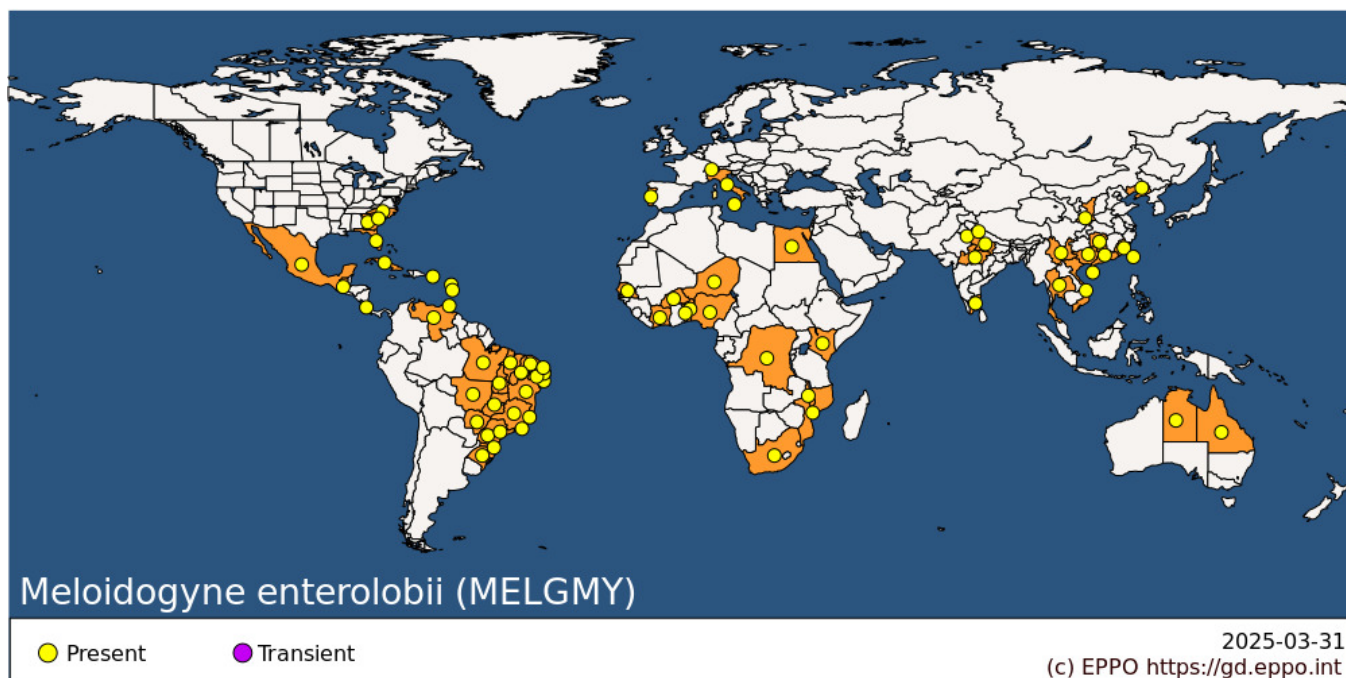 Meloidogyne enterolobii (MELGMY)
Present
Transient
2025-03-31
(c) EPPO https://gd.eppo.int